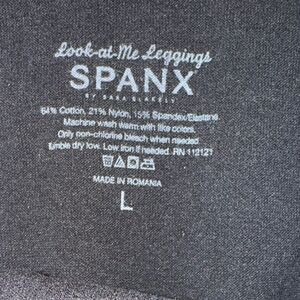 Look-at-Me Leggings
SPANX
BY SARA BLAKELY
64% Cotton, 21% Nylon, 15% Spandex/Elastane.
Machine wash warm with like colors.
Only non-chlorine bleach when needed
Tumble dry low. Low iron if needed. RN 112121
MADE IN ROMANIA
L